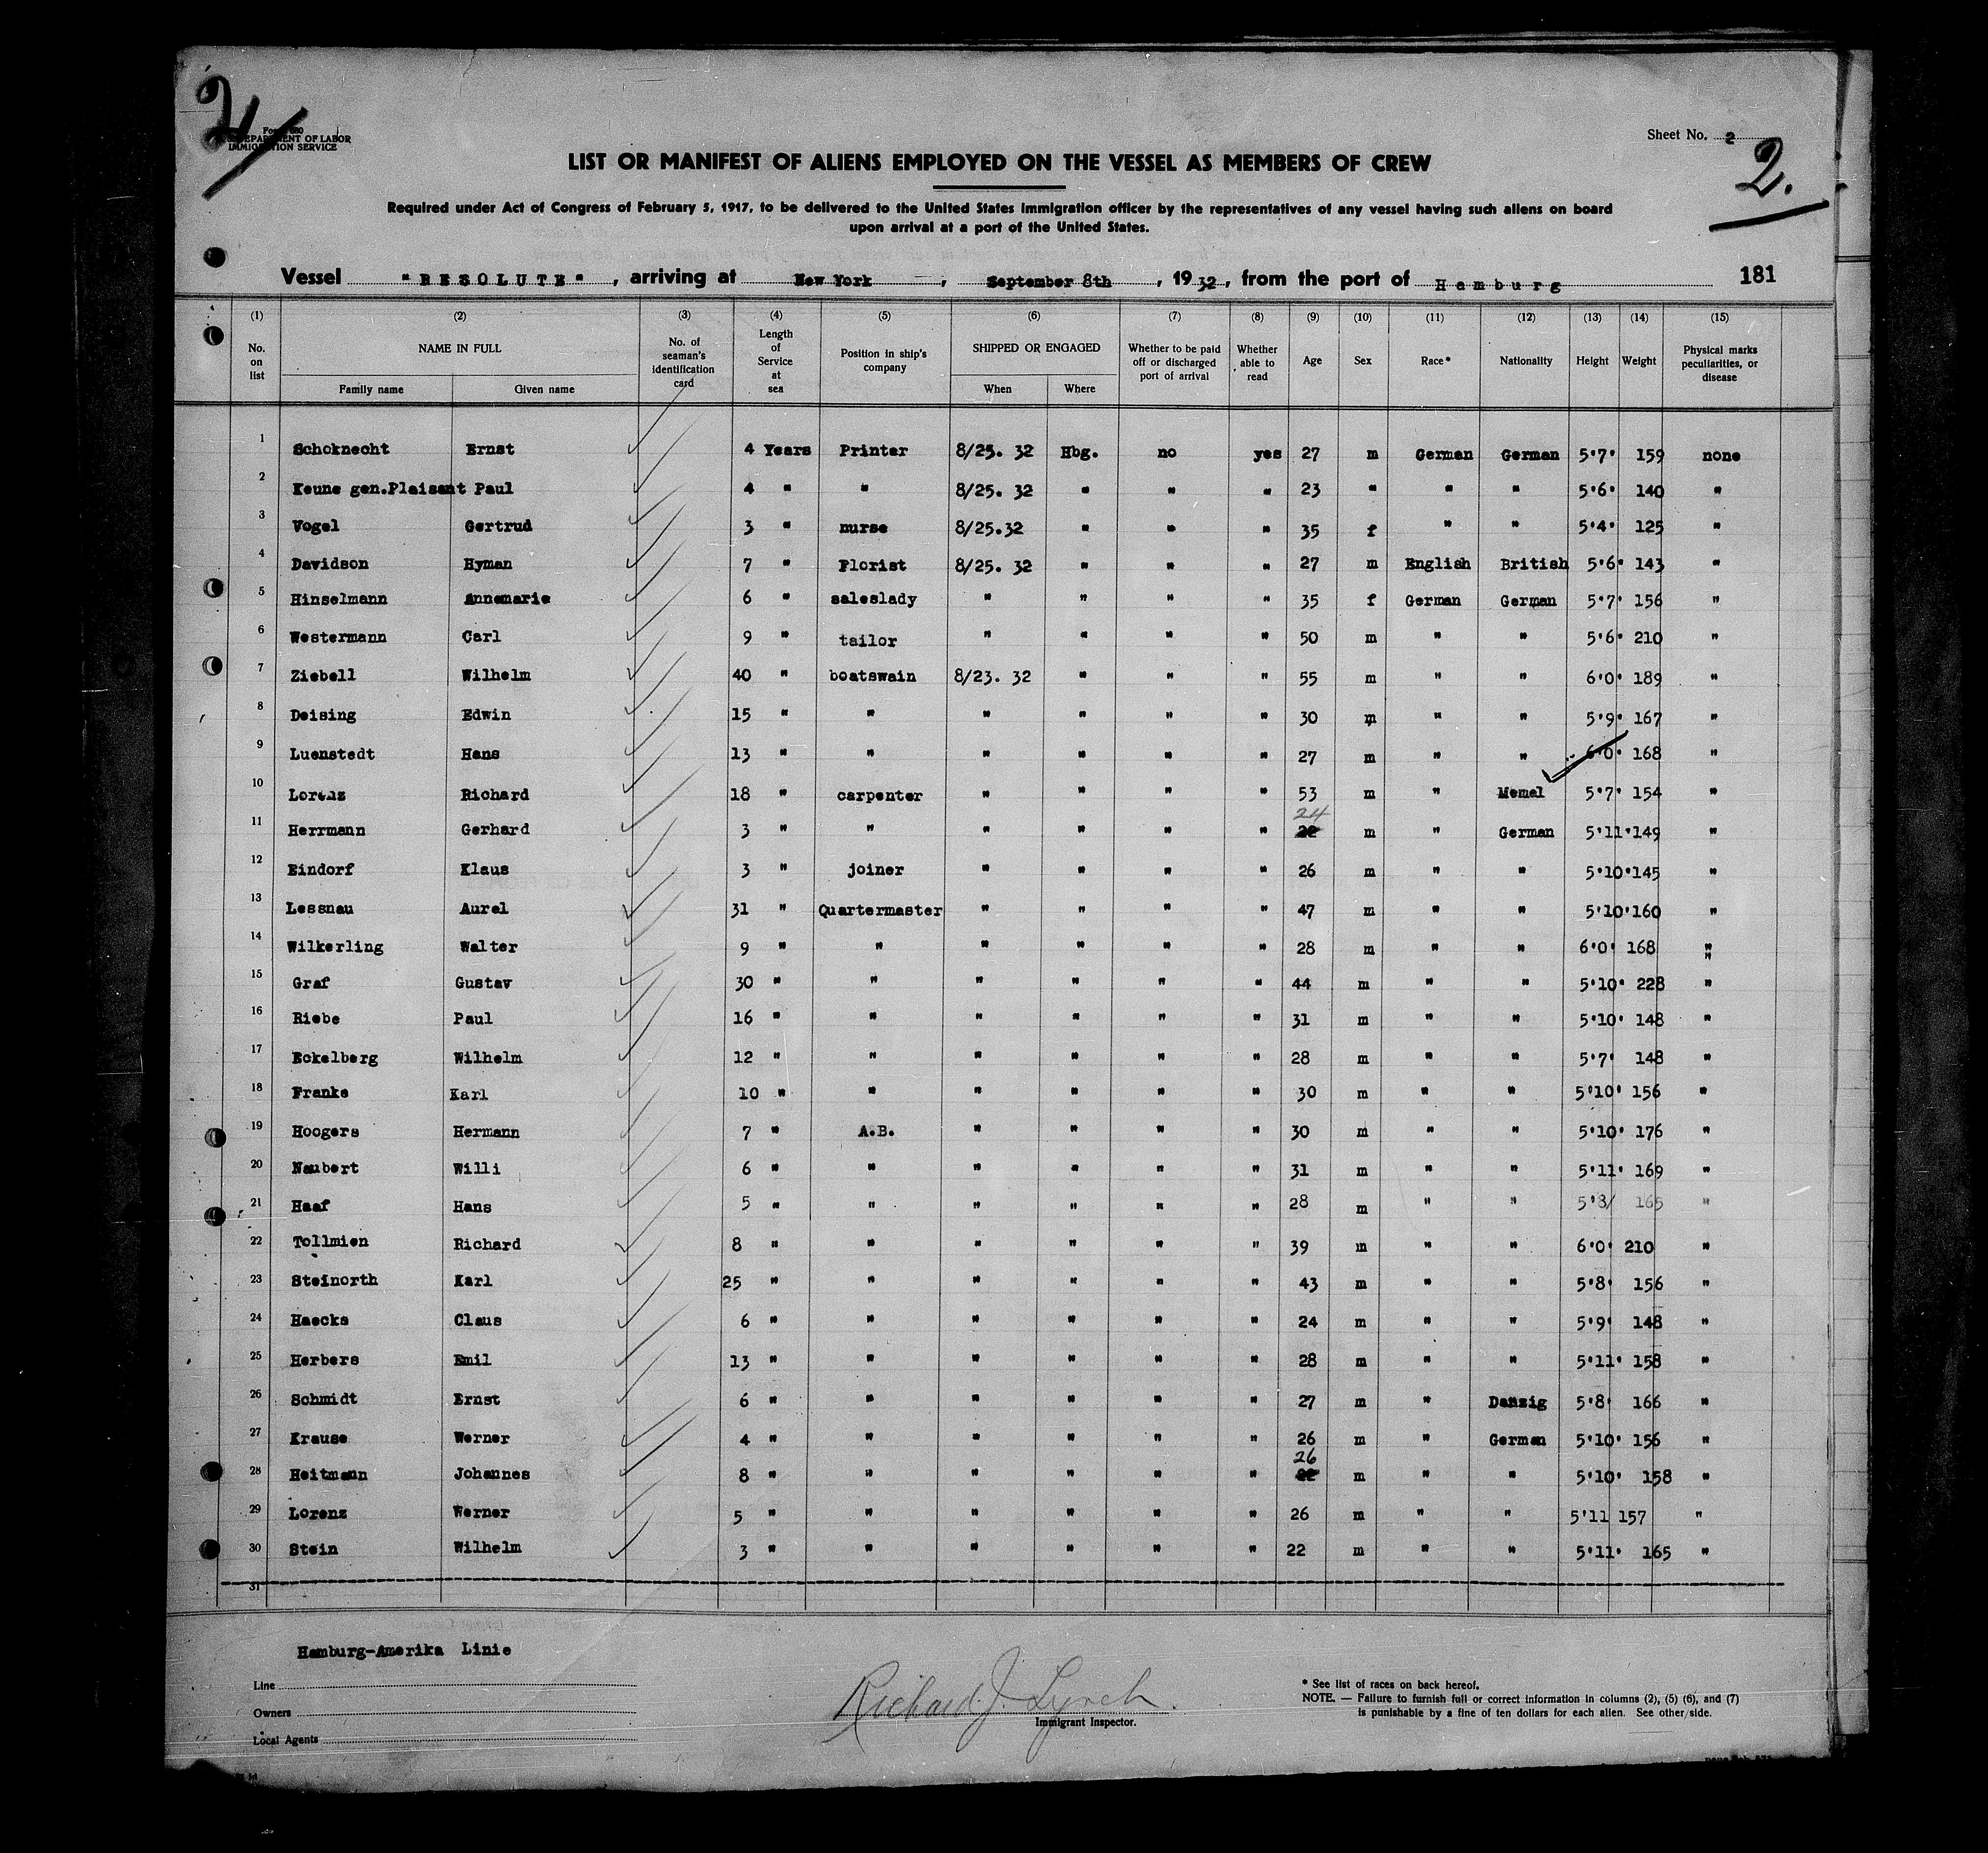 2
Form 680
U.S. DEPARTMENT OF LABOR
IMMIGRATION SERVICE
Sheet No. 2
2.
LIST OR MANIFEST OF ALIENS EMPLOYED ON THE VESSEL AS MEMBERS OF CREW
Required under Act of Congress of February 5, 1917, to be delivered to the United States Immigration officer by the representatives of any vessel having such aliens on board
upon arrival at a port of the United States.
Vessel "RESOLUTE", arriving at New York, September 8th, 1932, from the port of Hamburg 181
(1) (2) (3) (4) (5) (6) (7) (8) (9) (10) (11) (12) (13) (14) (15)
No. on list NAME IN FULL Family name Given name No. of seaman's identification card Length of Service at sea Position in ship's company SHIPPED OR ENGAGED When Where Whether to be paid off or discharged port of arrival Whether able to read Age Sex Race* Nationality Height Weight Physical marks peculiarities, or disease
1 Schoknecht Ernst 4 Years Printer 8/25. 32 Hbg. no yes 27 m German German 5'7' 159 none
2 Keune gen.Plaisant Paul 4 " " 8/25. 32 " " " 23 " " " 5'6' 140 "
3 Vogel Gertrud 3 " nurse 8/25.32 " " " 35 f " " 5'4' 125 "
4 Davidson Hyman 7 " Florist 8/25. 32 " " " 27 m English British 5'6' 143 "
5 Hinselmann Annemarie 6 " saleslady " " " " 35 f German German 5'7' 156 "
6 Westermann Carl 9 " tailor " " " " 50 m " " 5'6' 210 "
7 Ziebell Wilhelm 40 " boatswain 8/23. 32 " " " 55 m " " 6'0' 189 "
8 Deising Edwin 15 " " " " " " 30 m " " 5'9' 167 "
9 Luenstedt Hans 13 " " " " " " 27 m " " 6'0' 168 "
10 Lorenz Richard 18 " carpenter " " " " 53 m " Memel 5'7' 154 "
11 Herrmann Gerhard 3 " " " " " " 24 m " German 5'11' 149 "
12 Eindorf Klaus 3 " joiner " " " " 26 m " " 5'10' 145 "
13 Lessnau Aurel 31 " Quartermaster " " " " 47 m " " 5'10' 160 "
14 Wilkerling Walter 9 " " " " " " 28 m " " 6'0' 168 " "
15 Graf Gustav 30 " " " " " " 44 m " " 5'10' 228 "
16 Riebe Paul 16 " " " " " " 31 m " " 5'10' 148 "
17 Eckelberg Wilhelm 12 " " " " " " 28 m " " 5'7' 148 "
18 Franke Karl 10 " " " " " " 30 m " " 5'10' 156 "
19 Hoogers Hermann 7 " A.B. " " " " 30 m " " 5'10' 176 "
20 Naubert Willi 6 " " " " " " 31 m " " 5'11' 169 "
21 Haaf Hans 5 " " " " " " 28 m " " 5'8/ 165 "
22 Tollmien Richard 8 " " " " " " 39 m " " 6'0' 210 "
23 Steinorth Karl 25 " " " " " " 43 m " " 5'8' 156 "
24 Haecks Claus 6 " " " " " " 24 m " " 5'9' 148 "
25 Herbers Emil 13 " " " " " " 28 m " " 5'11' 158 "
26 Schmidt Ernst 6 " " " " " " 27 m " Danzig 5'8' 166 "
27 Krause Werner 4 " " " " " " 26 m " German 5'10' 156 "
28 Heitmann Johannes 8 " " " " " " 26 m " " 5'10' 158 "
29 Lorenz Werner 5 " " " " " " 26 m " " 5'11 157 "
30 Stein Wilhelm 3 " " " " " " 22 m " " 5'11' 165 "
31
Hamburg-Amerika Linie
Line
Owners
Local Agents
Richard J. Lynch.
Immigrant Inspector.
* See list of races on back hereof.
NOTE. — Failure to furnish full or correct information in columns (2), (5) (6), and (7)
is punishable by a fine of ten dollars for each alien. See other side.